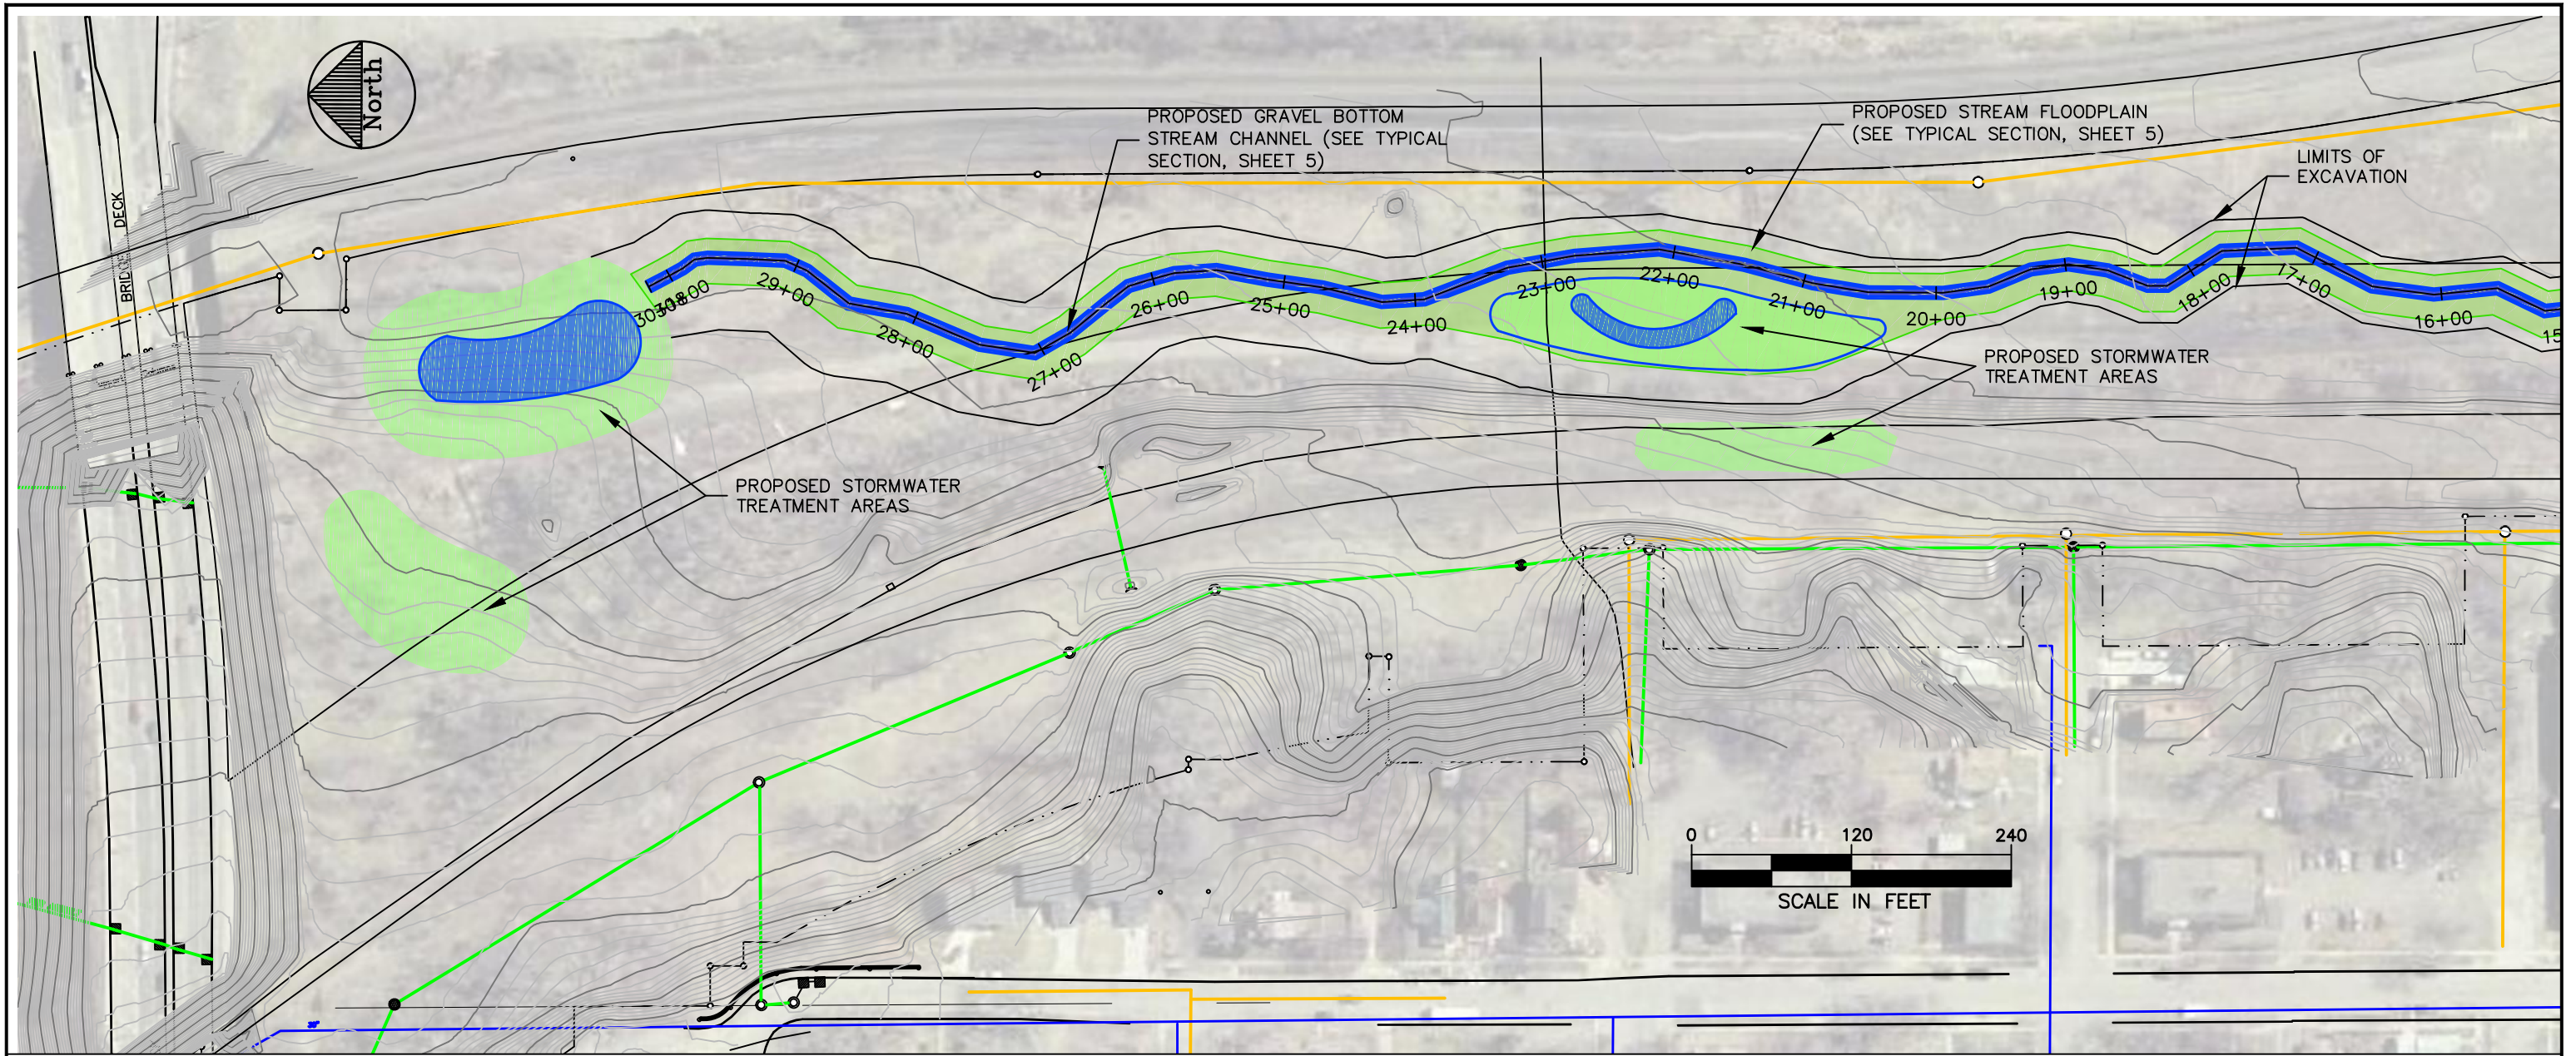 North
BRIDGE DECK
PROPOSED GRAVEL BOTTOM
STREAM CHANNEL (SEE TYPICAL
SECTION, SHEET 5)
PROPOSED STREAM FLOODPLAIN
(SEE TYPICAL SECTION, SHEET 5)
LIMITS OF
EXCAVATION
29+00
28+00
27+00
26+00
25+00
24+00
23+00
22+00
21+00
20+00
19+00
18+00
17+00
16+00
15
PROPOSED STORMWATER
TREATMENT AREAS
PROPOSED STORMWATER
TREATMENT AREAS
0 120 240
SCALE IN FEET